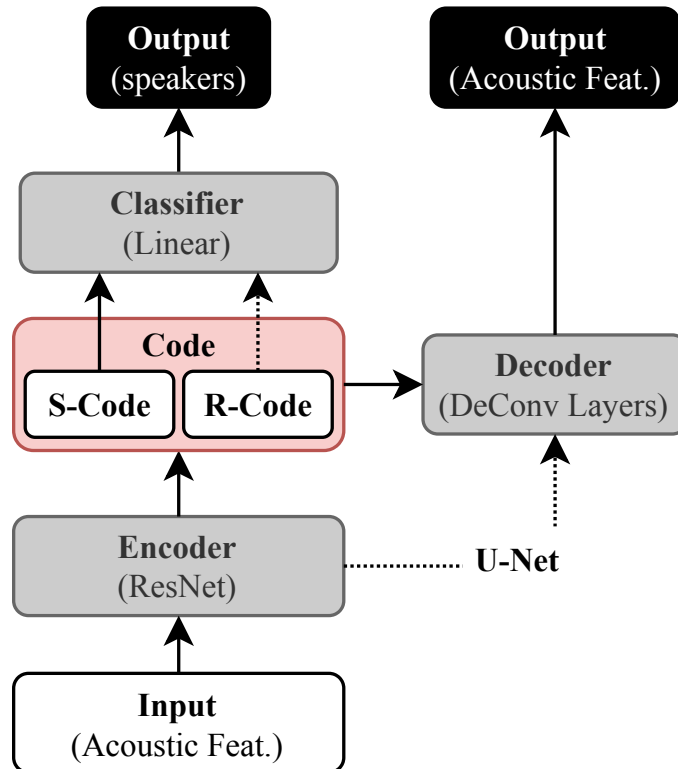 Output
(speakers)
Output
(Acoustic Feat.)
Classifier
(Linear)
Code
S-Code
R-Code
Decoder
(DeConv Layers)
Encoder
(ResNet)
U-Net
Input
(Acoustic Feat.)